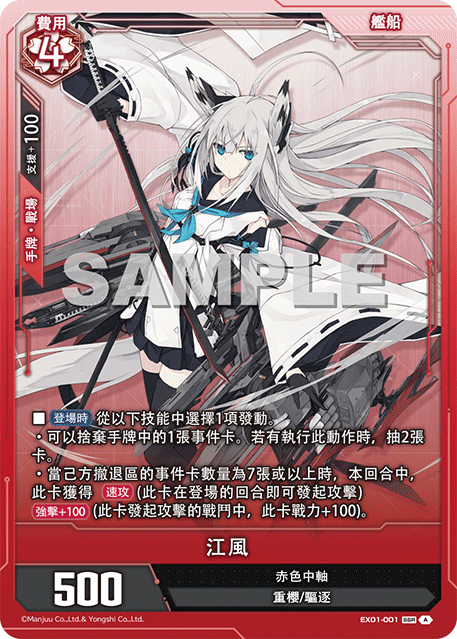 費用
4
艦船
支援+100
手牌・戰場
SAMPLE
■ 登場時 從以下技能中選擇1項發動。
・可以捨棄手牌中的1張事件卡。若有執行此動作時，抽2張
卡。
・當己方撤退區的事件卡數量為7張或以上時，本回合中，
此卡獲得 速攻 (此卡在登場的回合即可發起攻擊)
強擊+100 (此卡發起攻擊的戰鬥中，此卡戰力+100)。
江風
500
赤色中軸
重櫻/驅逐
©Manjuu Co.,Ltd.& Yongshi Co.,Ltd.
EX01-001 SSR A